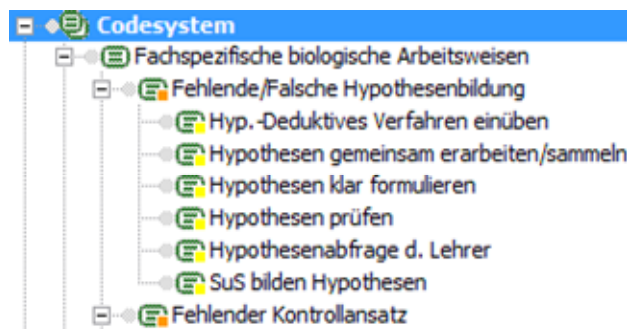 Codesystem
Fachspezifische biologische Arbeitsweisen
Fehlende/Falsche Hypothesenbildung
Hyp.-Deduktives Verfahren einüben
Hypothesen gemeinsam erarbeiten/sammeln
Hypothesen klar formulieren
Hypothesen prüfen
Hypothesenabfrage d. Lehrer
SuS bilden Hypothesen
Fehlender Kontrollansatz